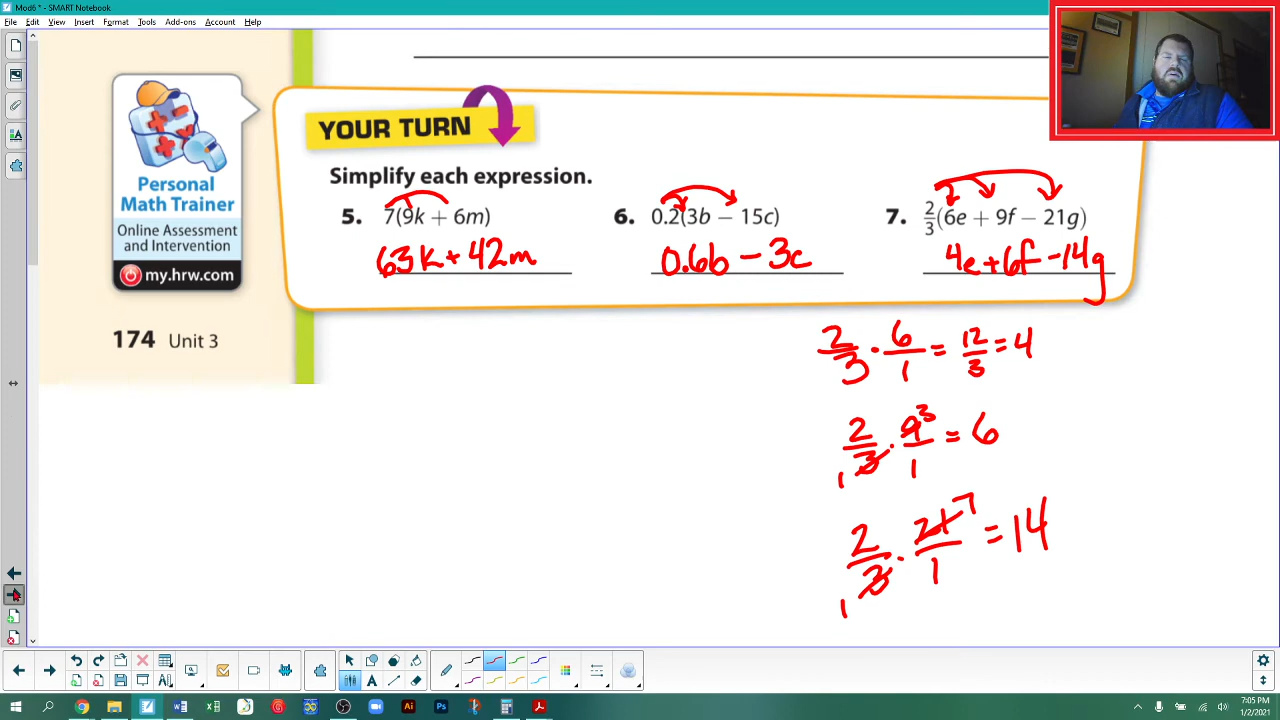 Mod6 * - SMART Notebook
File Edit View Insert Format Tools Add-ons Account Help
YOUR TURN
Simplify each expression.
5. 7(9k + 6m)
63k + 42m
6. 0.2(3b − 15c)
0.6b − 3c
7. 2/3(6e + 9f − 21g)
4e + 6f - 14g
Personal
Math Trainer
Online Assessment
and Intervention
my.hrw.com
174 Unit 3
2/3 · 6/1 = 12/3 = 4
2/3 · 9/1 = 6
1 3
2/3 · 21/1 = 14
1 7
7:05 PM
1/2/2021